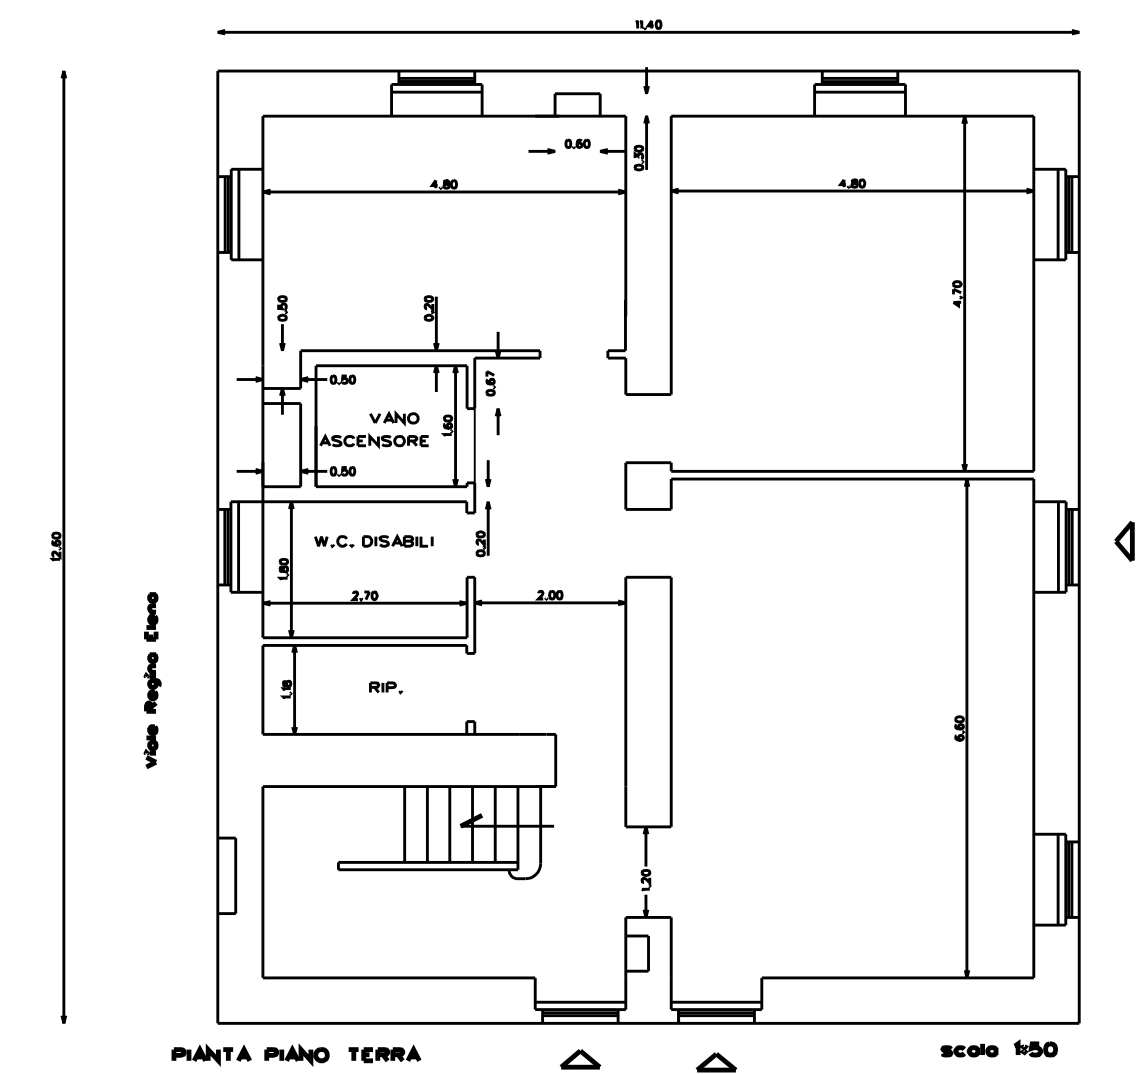 11.40
0.60
0.30
4.80
4.80
0.50
0.20
4.70
0.50
0.67
VANO
ASCENSORE
1.60
0.50
W.C. DISABILI
0.20
12.60
1.80
2.70
2.00
Viale Regina Elena
RIP.
1.18
6.60
1.20
PIANTA PIANO TERRA
scala 1:50